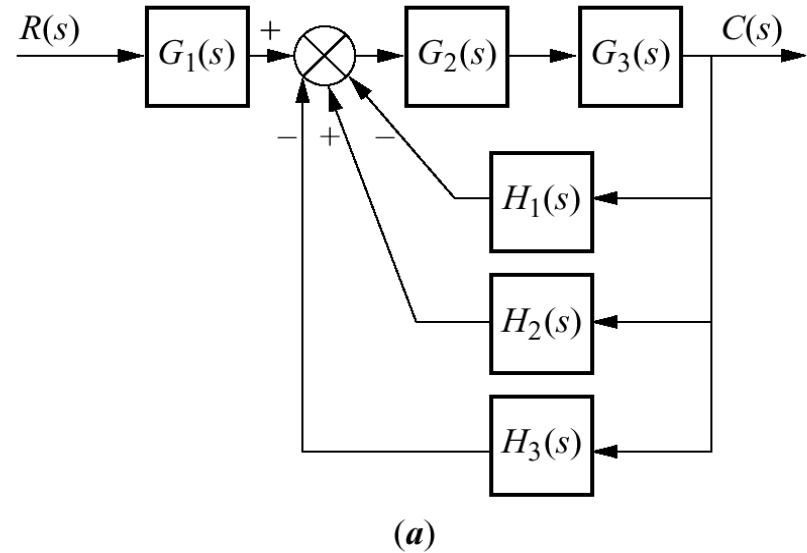 R(s) G₁(s) + G₂(s) G₃(s) C(s)
− + −
H₁(s)
H₂(s)
H₃(s)
(a)